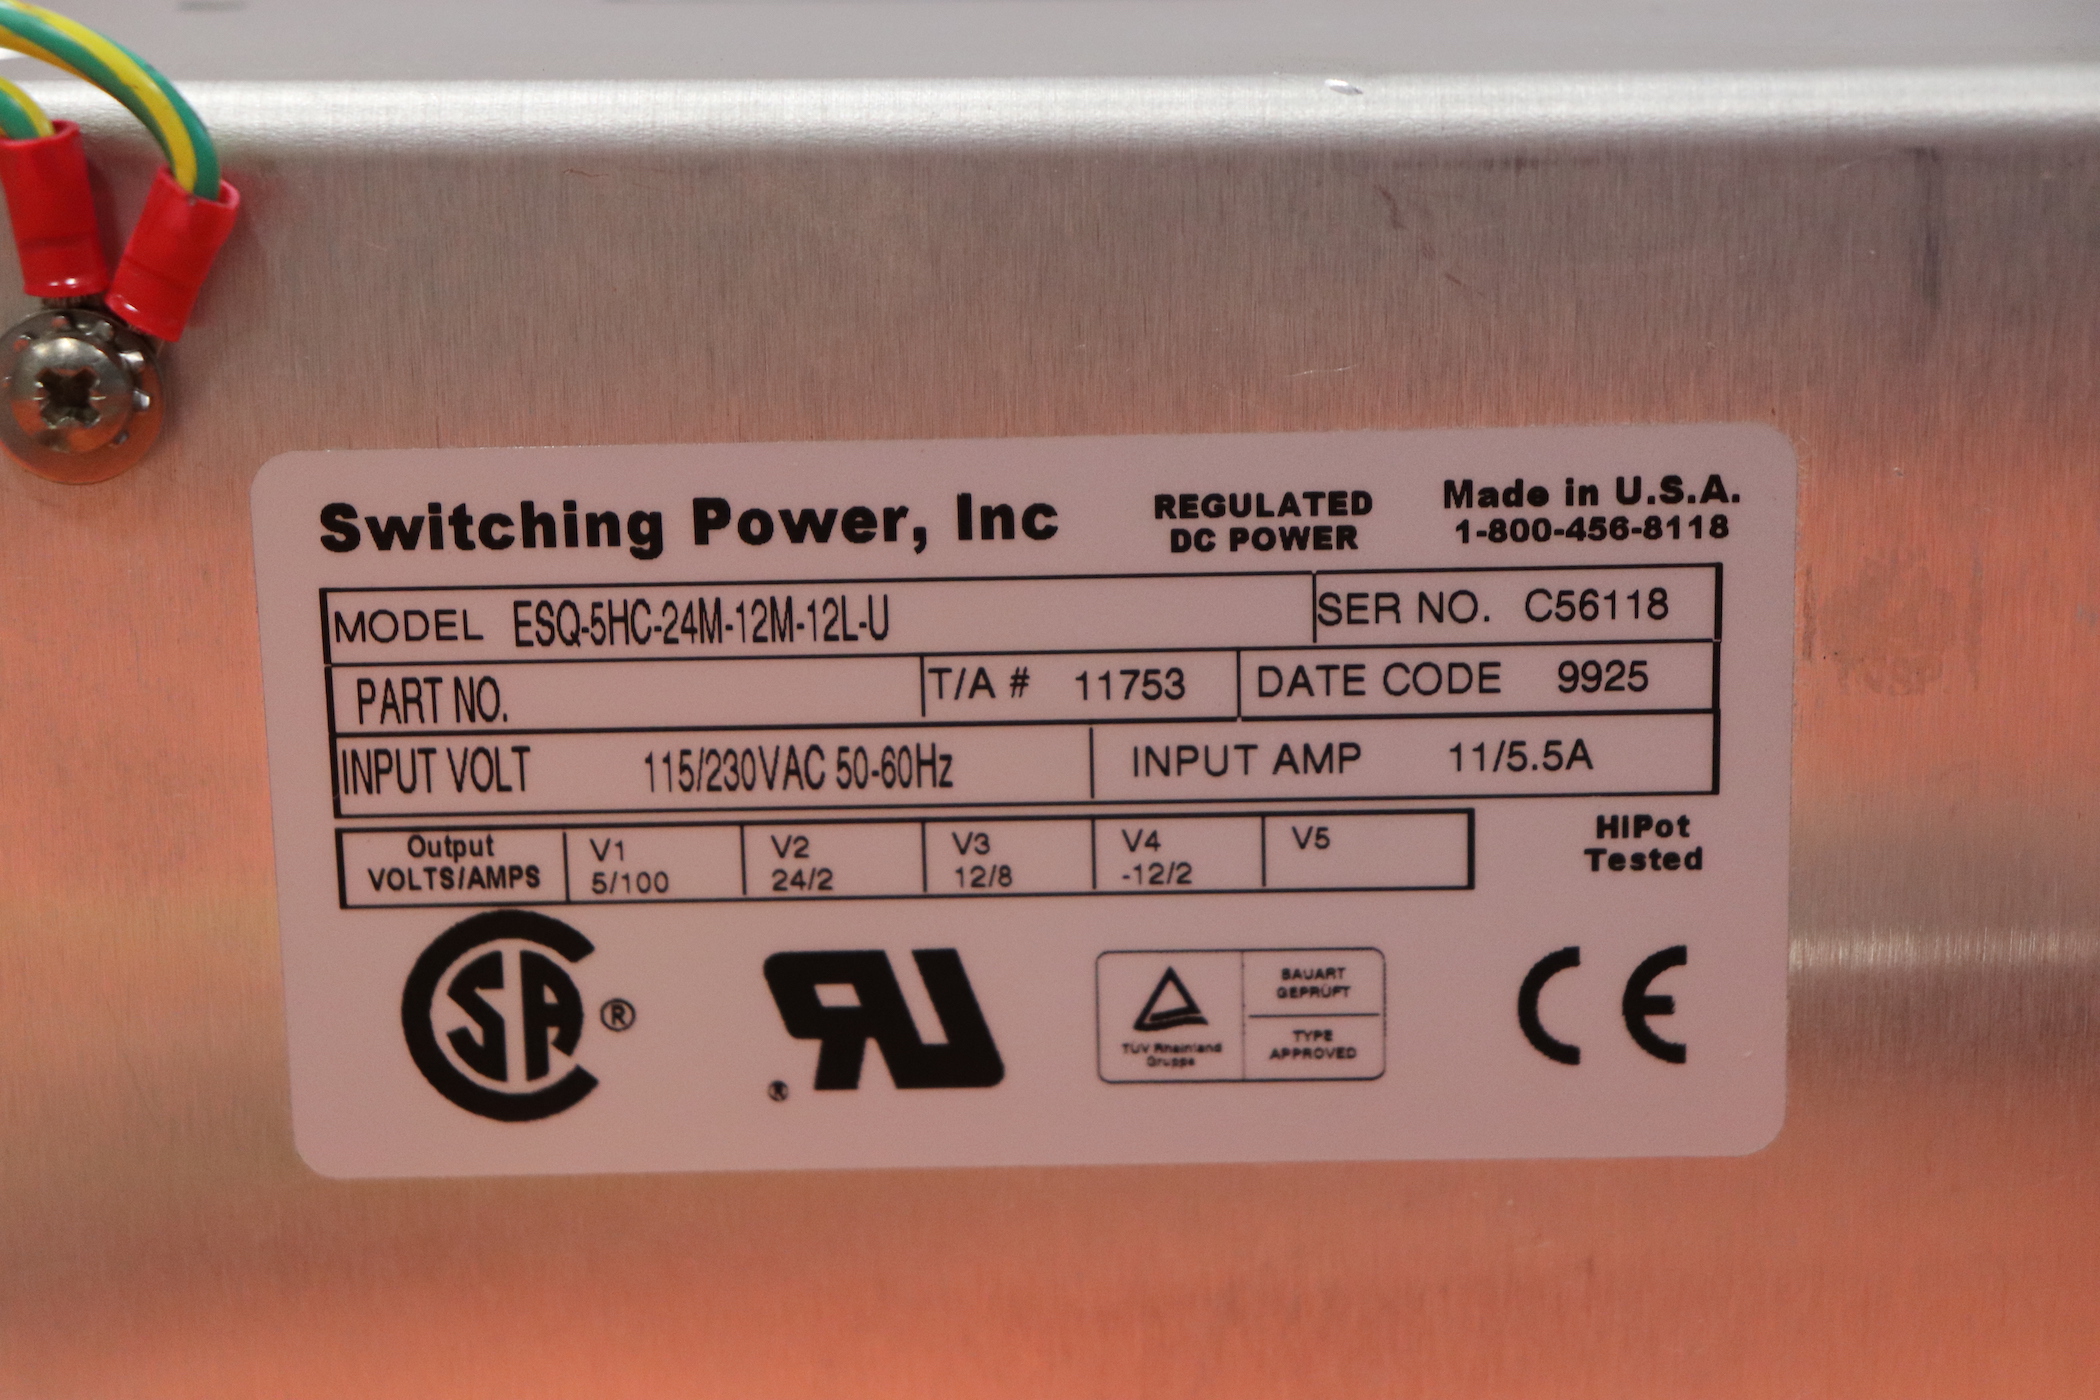 Switching Power, Inc
REGULATED
DC POWER
Made in U.S.A.
1-800-456-8118
MODEL ESQ-5HC-24M-12M-12L-U
SER NO. C56118
PART NO.
T/A # 11753
DATE CODE 9925
INPUT VOLT 115/230VAC 50-60Hz
INPUT AMP 11/5.5A
Output
VOLTS/AMPS
V1
5/100
V2
24/2
V3
12/8
V4
-12/2
V5
HIPot
Tested
CSA ®
UR ®
TÜV Rheinland
Gruppe
BAUART
GEPRÜFT
TYPE
APPROVED
CE